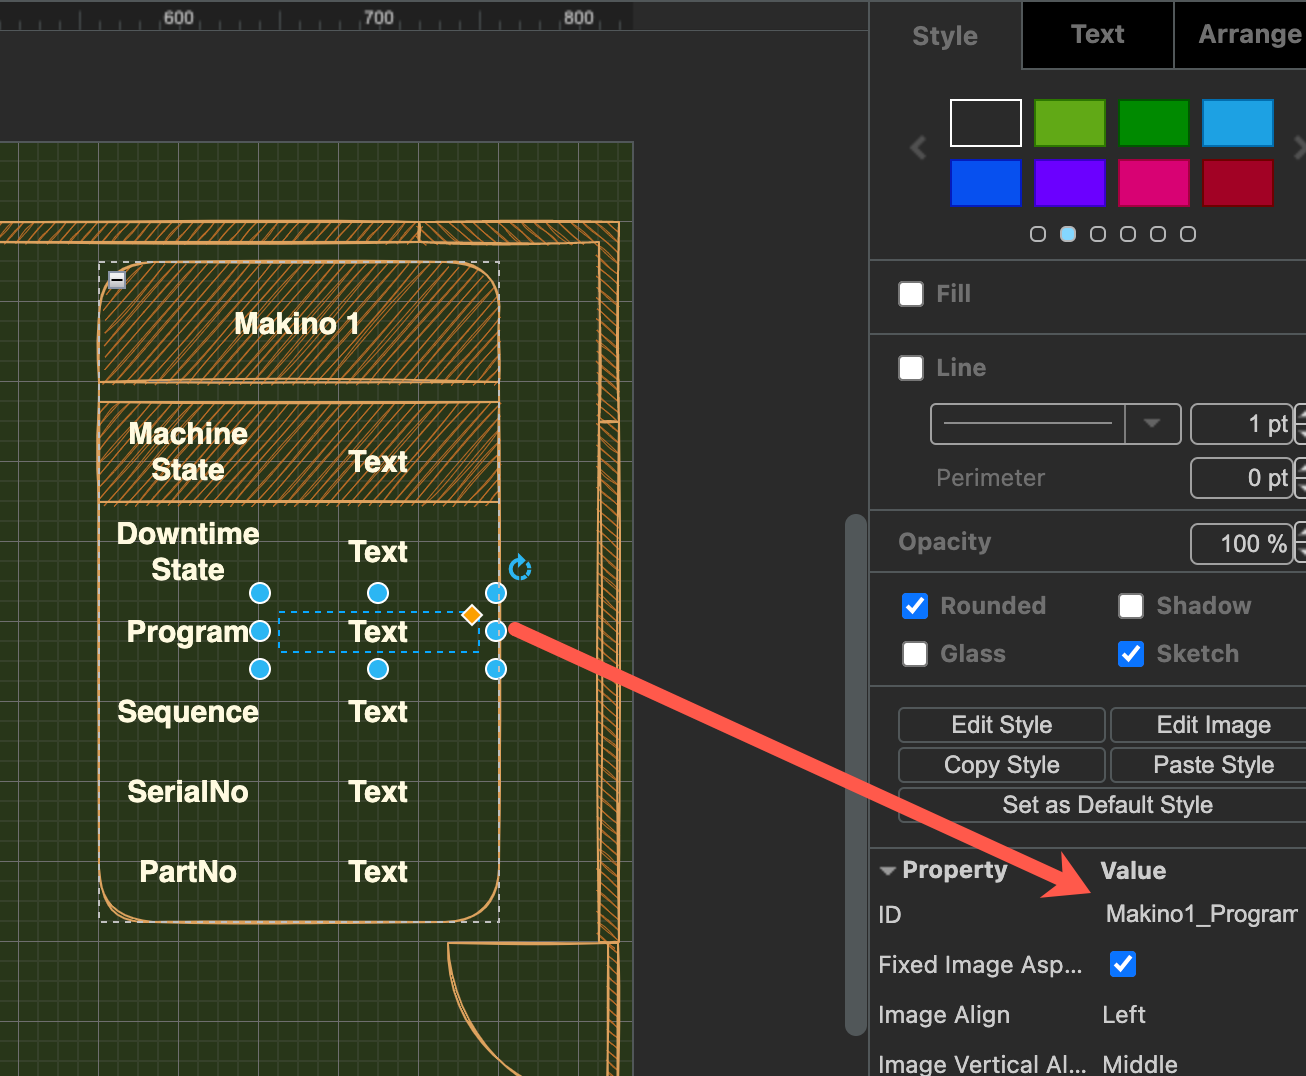 600 700 800
Style Text Arrange
Fill
Line
1 pt
Perimeter 0 pt
Opacity 100 %
Rounded Shadow
Glass Sketch
Edit Style Edit Image
Copy Style Paste Style
Set as Default Style
Property Value
ID Makino1_Program
Fixed Image Asp...
Image Align Left
Image Vertical Al... Middle
Makino 1
Machine
State Text
Downtime
State Text
Program Text
Sequence Text
SerialNo Text
PartNo Text